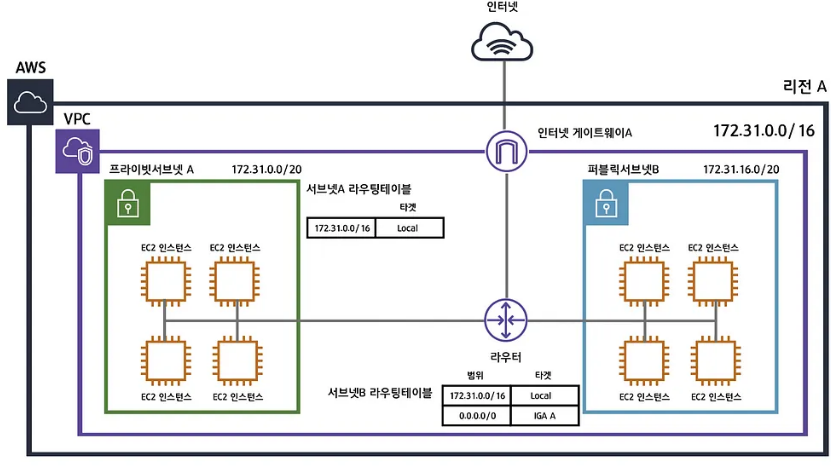 인터넷
AWS
리전 A
VPC
인터넷 게이트웨이A
172.31.0.0/ 16
프라이빗서브넷 A
172.31.0.0/20
퍼블릭서브넷B
172.31.16.0/20
서브넷A 라우팅테이블
타겟
172.31.0.0/ 16
Local
EC2 인스턴스
EC2 인스턴스
EC2 인스턴스
EC2 인스턴스
라우터
EC2 인스턴스
EC2 인스턴스
EC2 인스턴스
EC2 인스턴스
서브넷B 라우팅테이블
범위
타겟
172.31.0.0/16
Local
0.0.0.0/0
IGA A